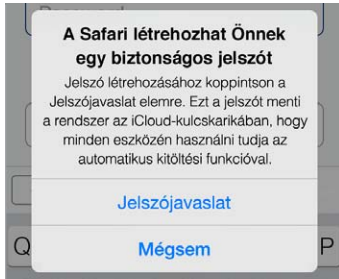 A Safari létrehozhat Önnek
egy biztonságos jelszót
Jelszó létrehozásához koppintson a
Jelszójavaslat elemre. Ezt a jelszót menti
a rendszer az iCloud-kulcskarikában, hogy
minden eszközén használni tudja az
automatikus kitöltési funkcióval.
Jelszójavaslat
Q
Mégsem
P